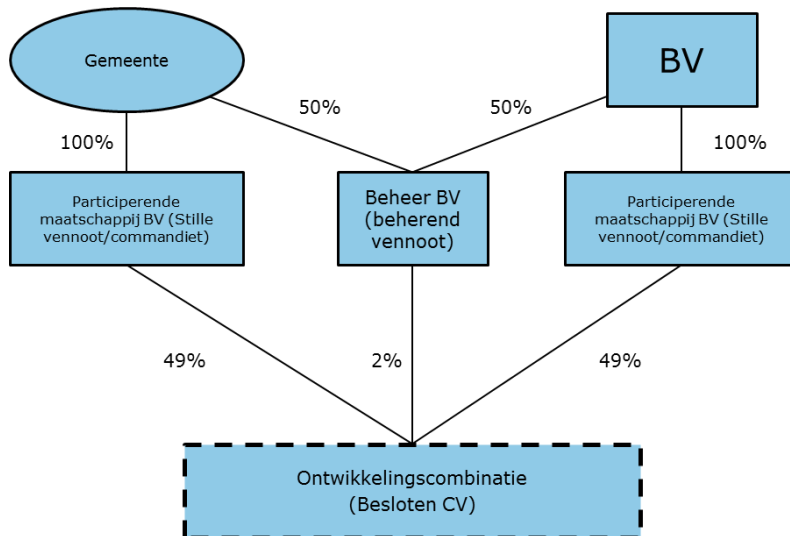 Gemeente
BV
50%
50%
100%
100%
Participerende
maatschappij BV (Stille
vennoot/commandiet)
Beheer BV
(beherend
vennoot)
Participerende
maatschappij BV (Stille
vennoot/commandiet)
49%
2%
49%
Ontwikkelingscombinatie
(Besloten CV)